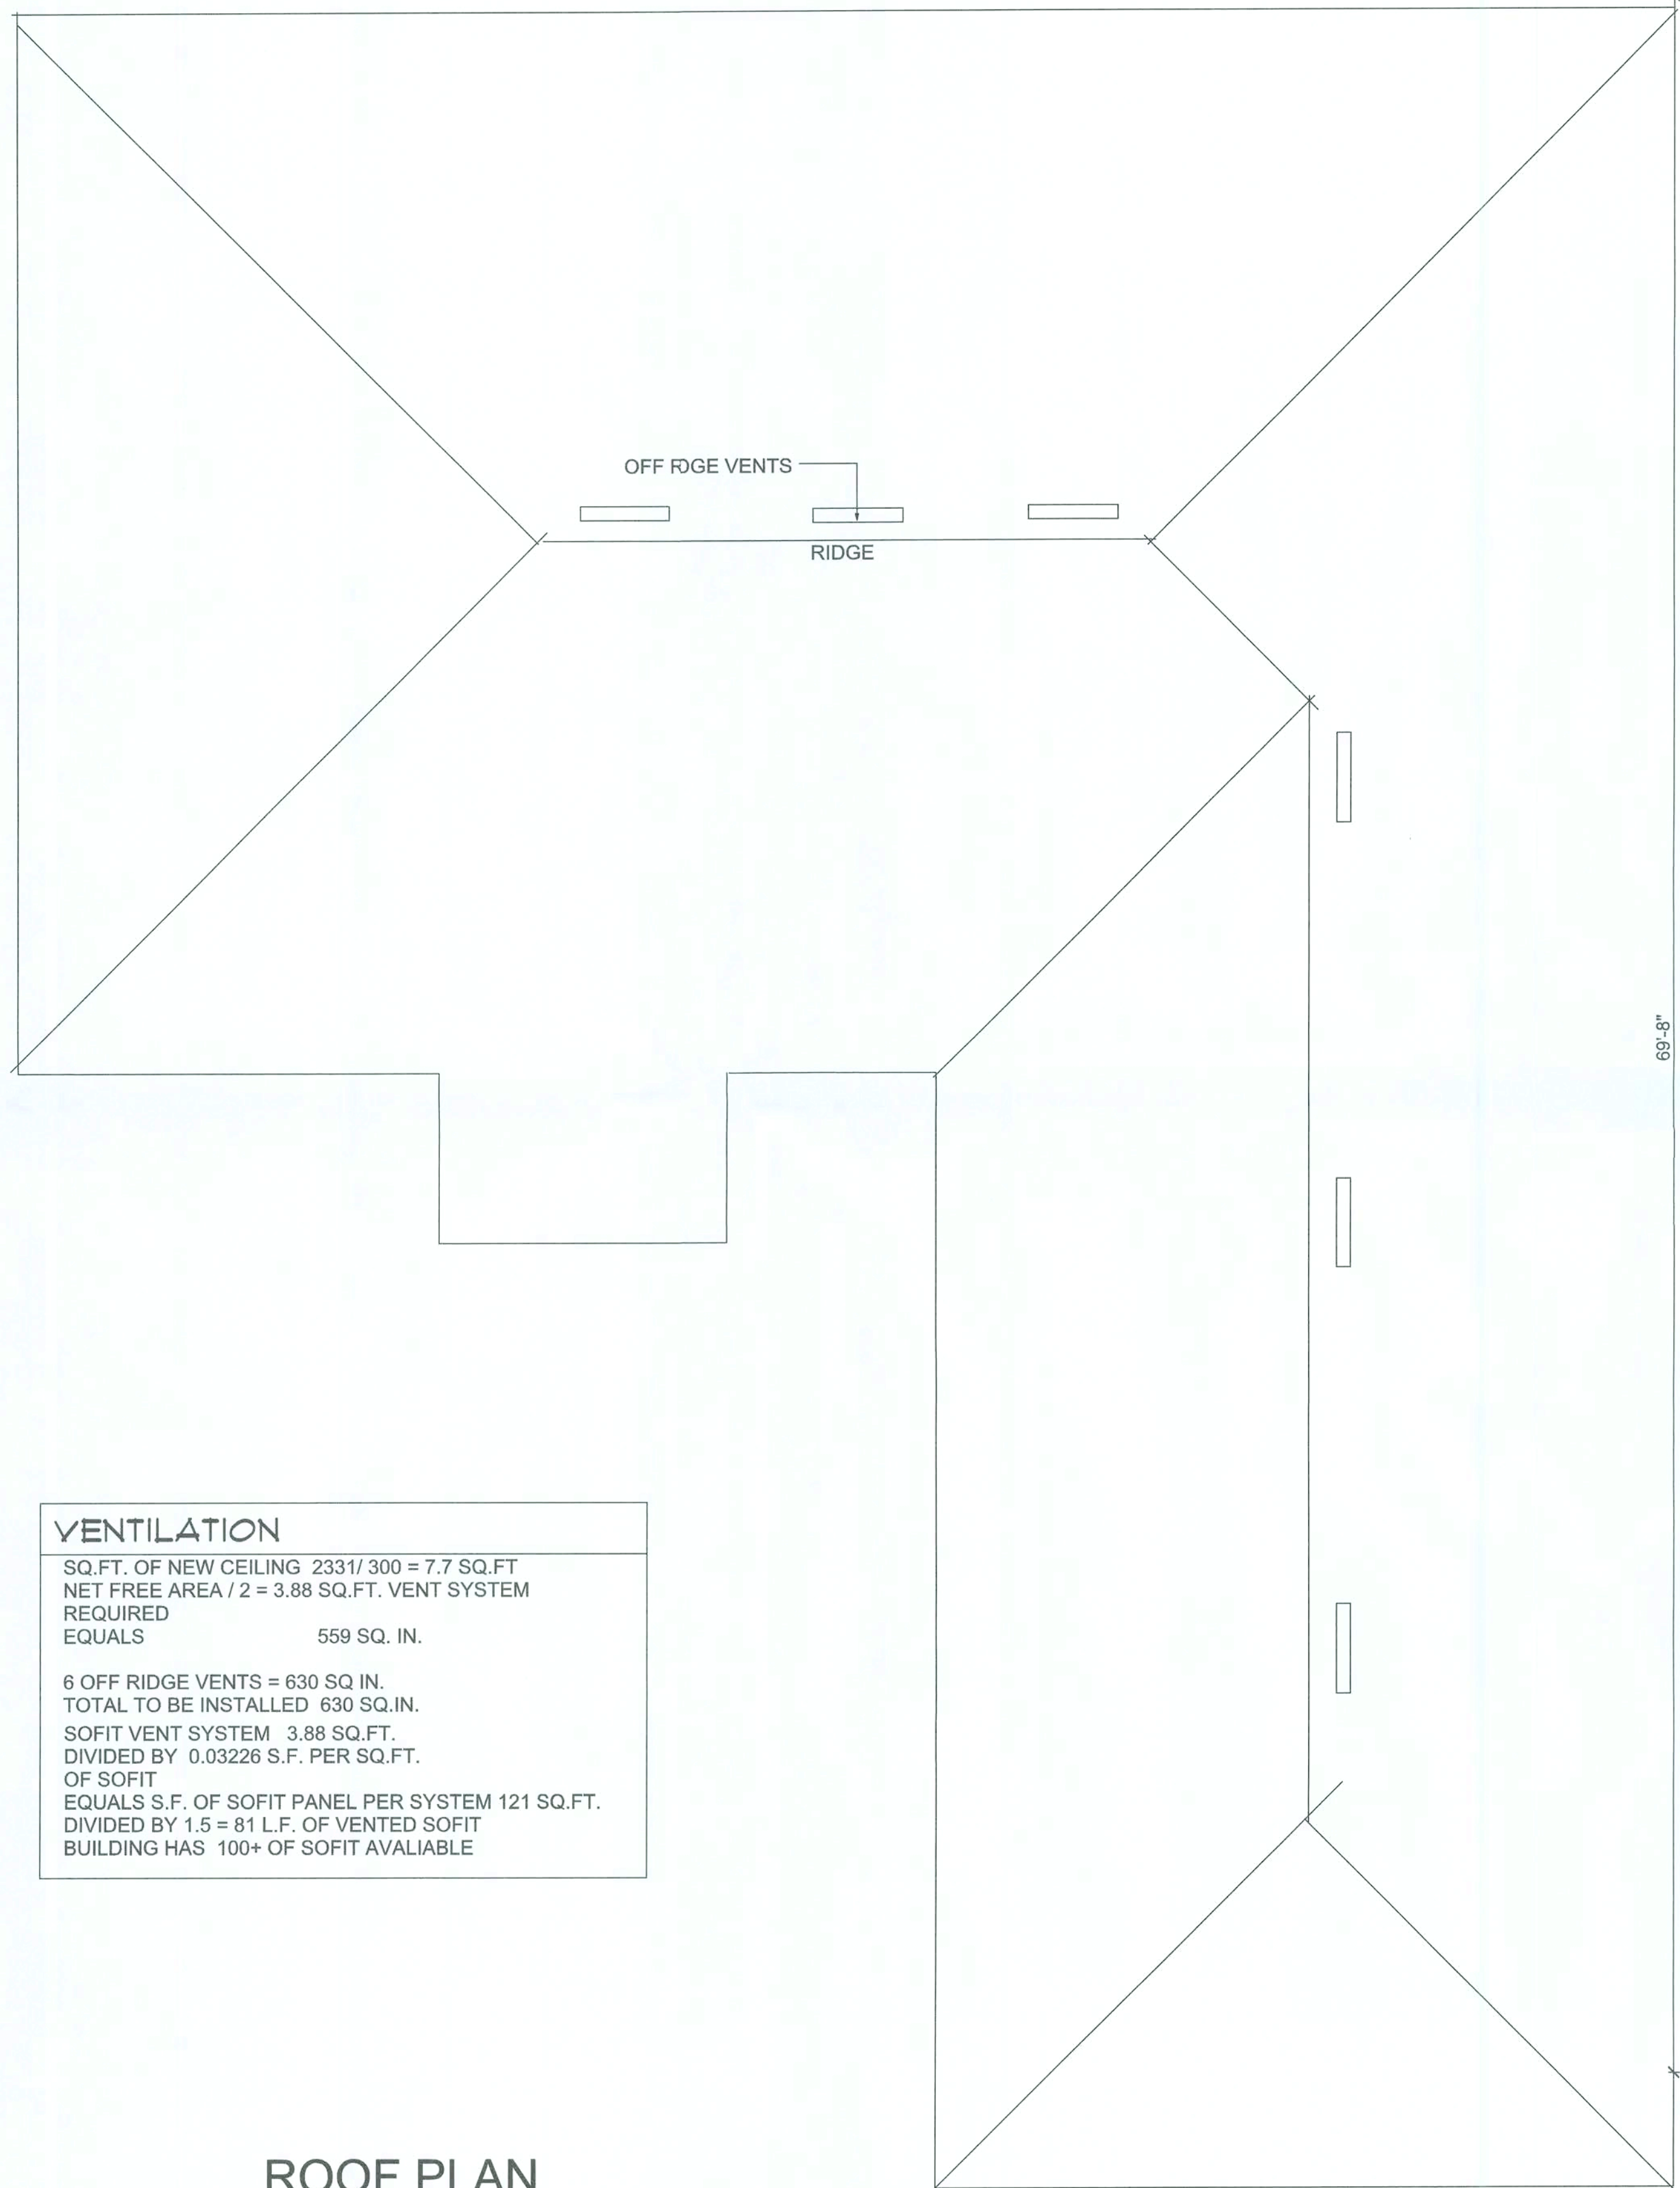 OFF RIDGE VENTS
RIDGE
69'-8"
VENTILATION
SQ.FT. OF NEW CEILING 2331/ 300 = 7.7 SQ.FT
NET FREE AREA / 2 = 3.88 SQ.FT. VENT SYSTEM
REQUIRED
EQUALS 559 SQ. IN.
6 OFF RIDGE VENTS = 630 SQ IN.
TOTAL TO BE INSTALLED 630 SQ.IN.
SOFIT VENT SYSTEM 3.88 SQ.FT.
DIVIDED BY 0.03226 S.F. PER SQ.FT.
OF SOFIT
EQUALS S.F. OF SOFIT PANEL PER SYSTEM 121 SQ.FT.
DIVIDED BY 1.5 = 81 L.F. OF VENTED SOFIT
BUILDING HAS 100+ OF SOFIT AVALIABLE
ROOF PLAN